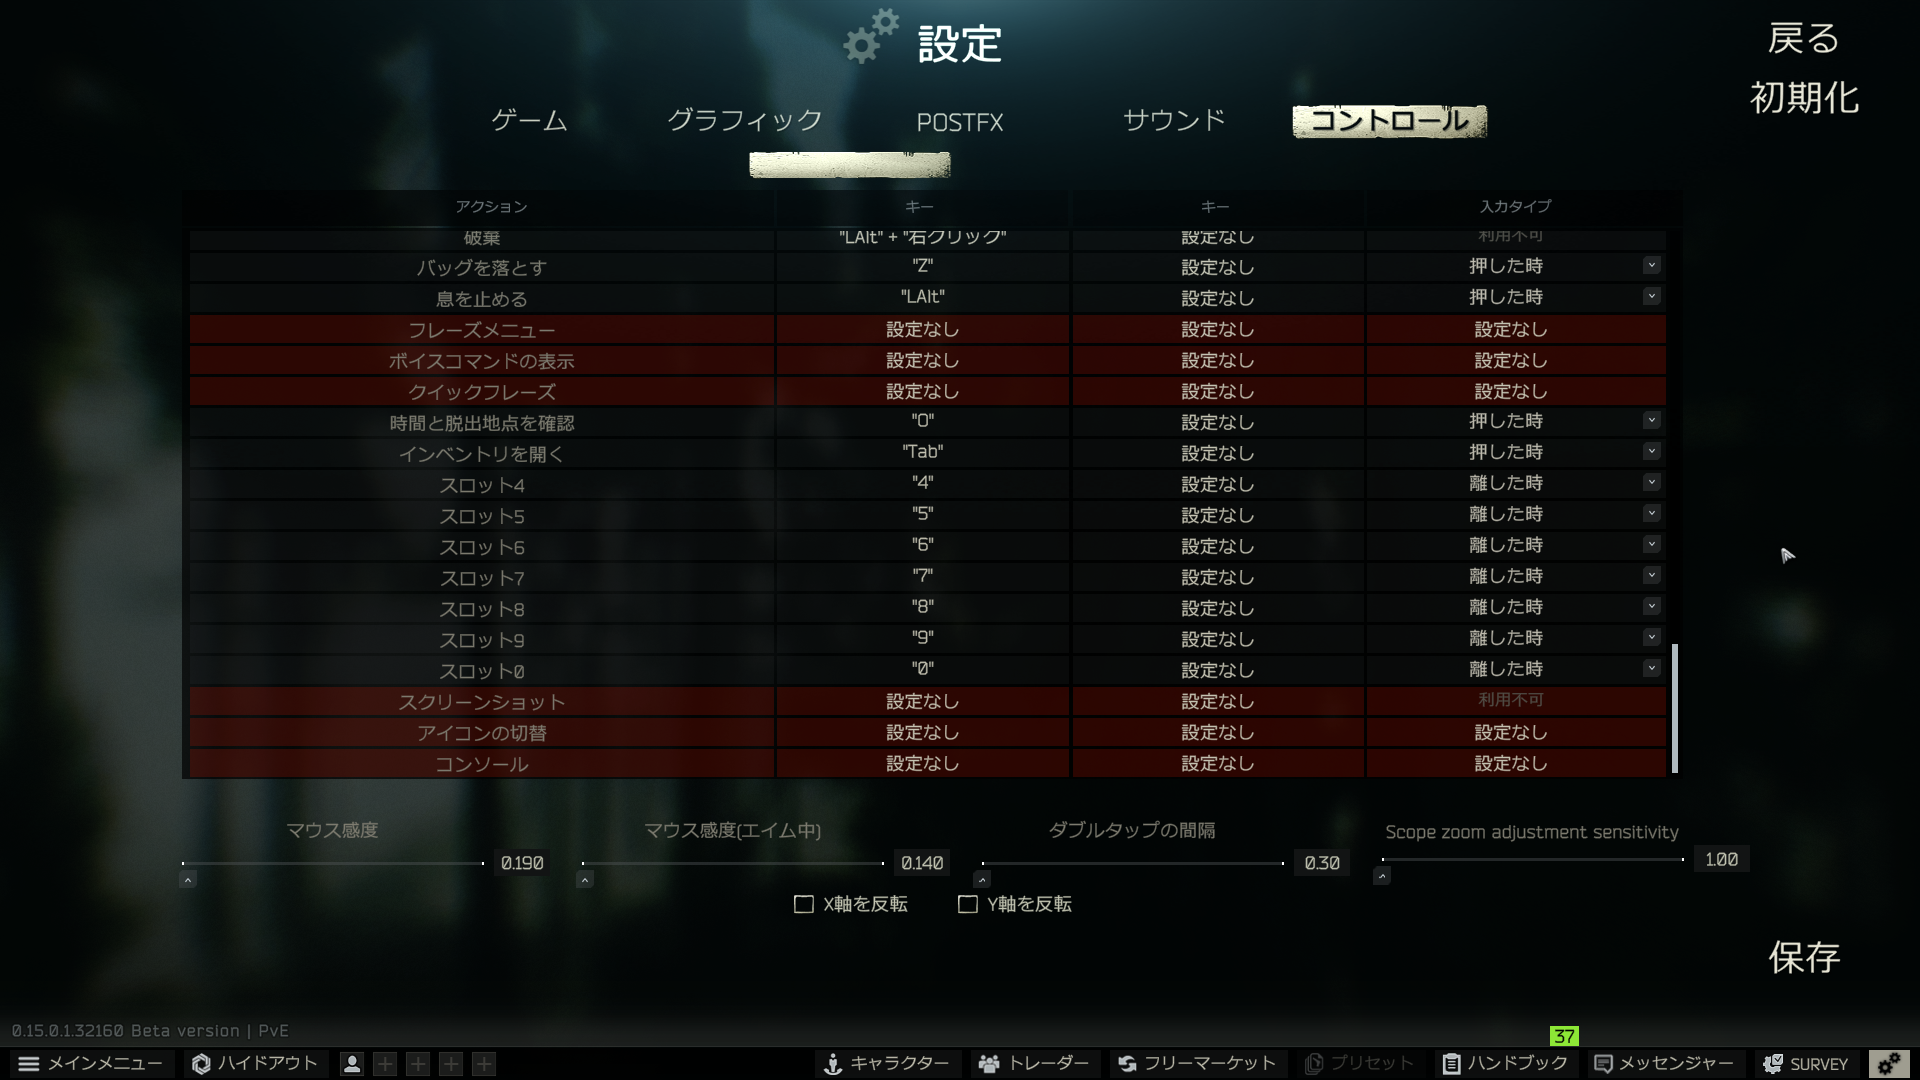 設定
戻る
初期化
ゲーム グラフィック POSTFX サウンド コントロール
アクション キー キー 入力タイプ
破棄 "LAlt" + "右クリック" 設定なし 利用不可
バッグを落とす "Z" 設定なし 押した時
息を止める "LAlt" 設定なし 押した時
フレーズメニュー 設定なし 設定なし 設定なし
ボイスコマンドの表示 設定なし 設定なし 設定なし
クイックフレーズ 設定なし 設定なし 設定なし
時間と脱出地点を確認 "O" 設定なし 押した時
インベントリを開く "Tab" 設定なし 押した時
スロット4 "4" 設定なし 離した時
スロット5 "5" 設定なし 離した時
スロット6 "6" 設定なし 離した時
スロット7 "7" 設定なし 離した時
スロット8 "8" 設定なし 離した時
スロット9 "9" 設定なし 離した時
スロット0 "0" 設定なし 離した時
スクリーンショット 設定なし 設定なし 利用不可
アイコンの切替 設定なし 設定なし 設定なし
コンソール 設定なし 設定なし 設定なし
マウス感度 0.190
マウス感度(エイム中) 0.140
ダブルタップの間隔 0.30
Scope zoom adjustment sensitivity 1.00
X軸を反転 Y軸を反転
保存
0.15.0.1.32160 Beta version | PvE
37
メインメニュー ハイドアウト キャラクター トレーダー フリーマーケット プリセット ハンドブック メッセンジャー SURVEY